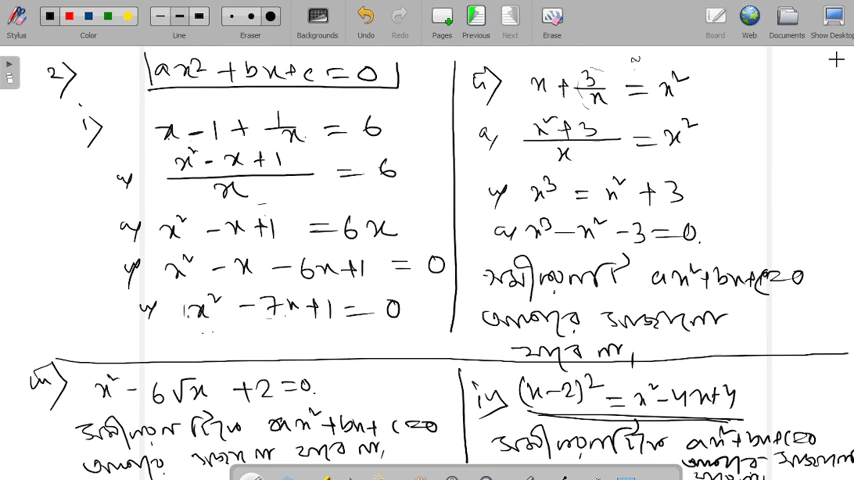 Stylus
Color
Line
Eraser
Backgrounds
Undo
Redo
Pages
Previous
Next
Erase
Board
Web
Documents
Show Desktop
2) ax² + bx + c = 0
i) x - 1 + 1/x = 6
(x² - x + 1)/x = 6
x² - x + 1 = 6x
x² - x - 6x + 1 = 0
x² - 7x + 1 = 0
ii) x + 3/x = x²
(x² + 3)/x = x²
x³ = x² + 3
x³ - x² - 3 = 0.
সমীকরণটি ax² + bx + c = 0
আকারে প্রকাশ
যায় না,
iii) x² - 6√x + 2 = 0.
সমীকরণটিকে ax² + bx + c = 0
আকারে প্রকাশ করা যায় না,
iv) (x - 2)² = x² - 4x + 4
সমীকরণটিকে ax² + bx + c = 0
আকারে প্রকাশ